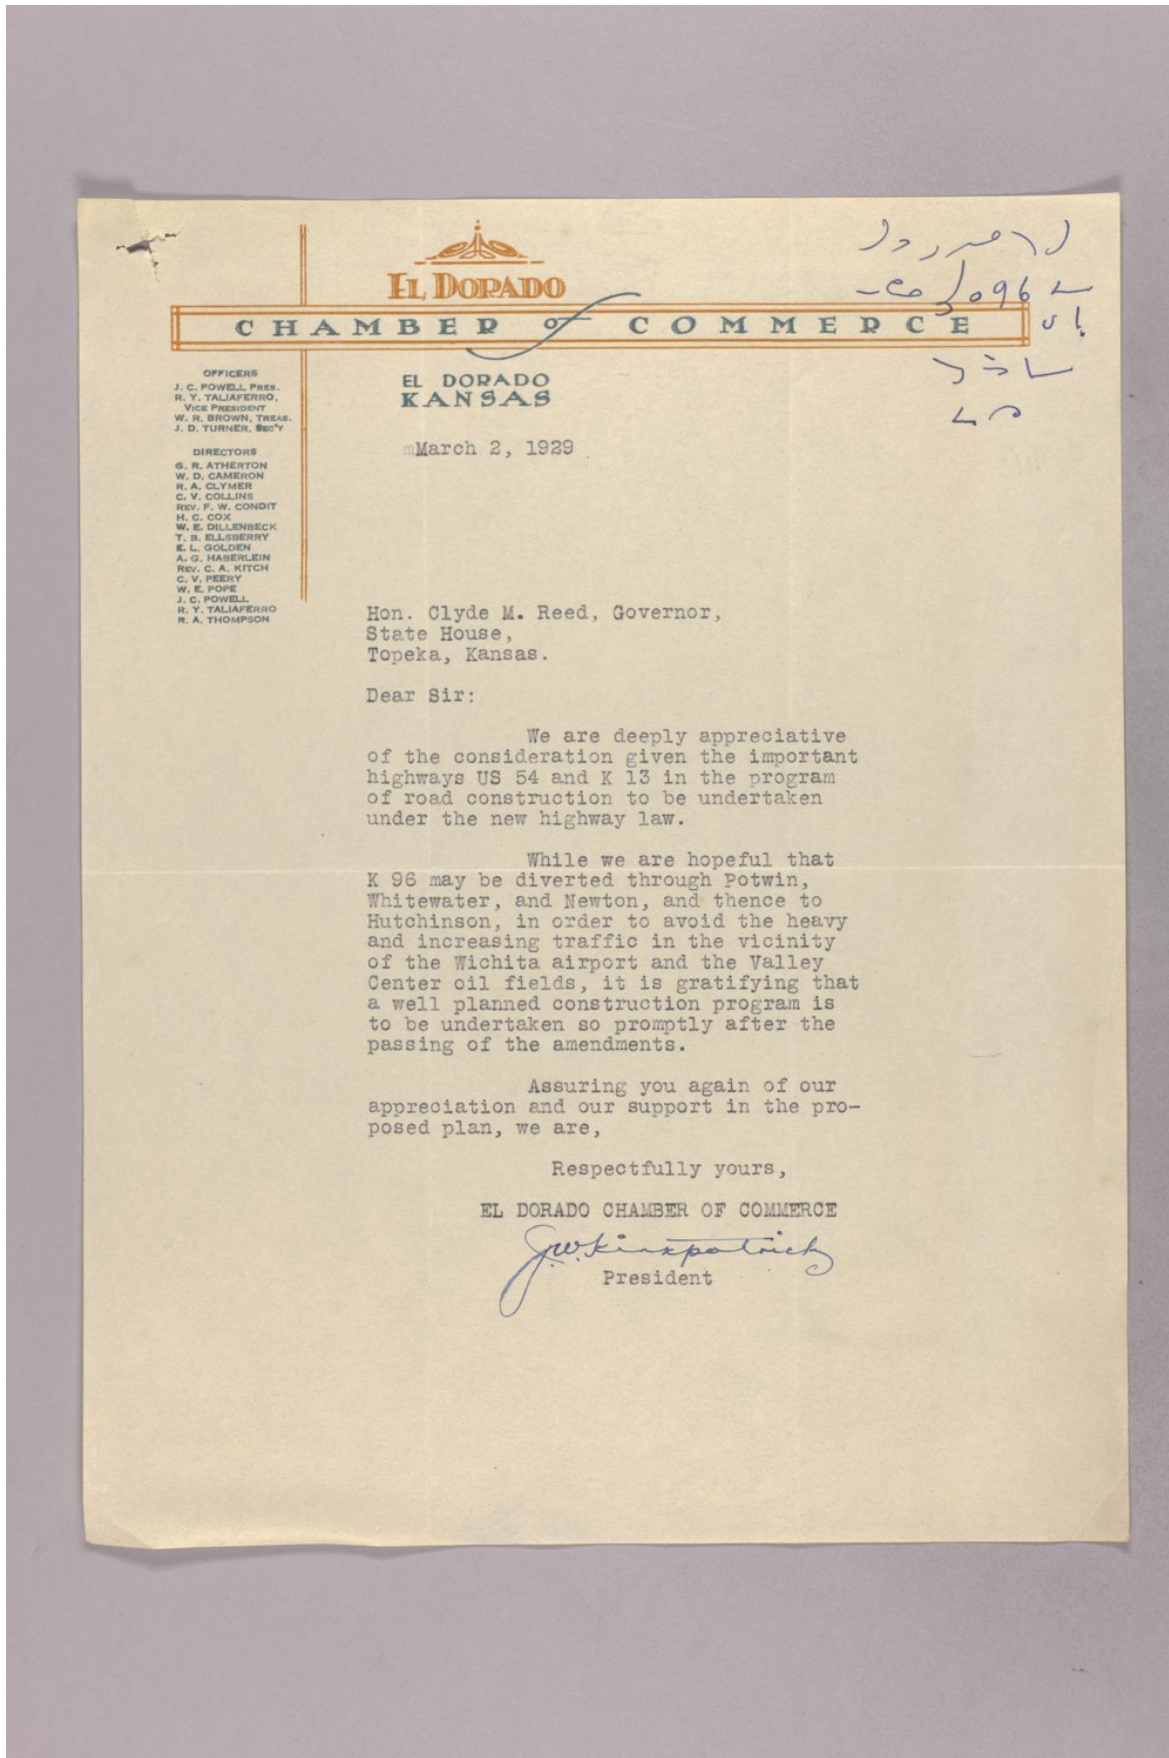 EL DORADO
CHAMBER of COMMERCE
EL DORADO
KANSAS
OFFICERS
J. C. POWELL PRES.
R. Y. TALIAFERRO,
VICE PRESIDENT
W. R. BROWN, TREAS.
J. D. TURNER, SEC'Y
DIRECTORS
G. R. ATHERTON
W. D. CAMERON
R. A. CLYMER
C. V. COLLINS
REV. F. W. CONDIT
H. C. COX
W. E. DILLENBECK
T. B. ELLSBERRY
E. L. GOLDEN
A. G. HABERLEIN
REV. C. A. KITCH
C. V. PEERY
W. E. POPE
J. C. POWELL
R. Y. TALIAFERRO
R. A. THOMPSON
96
mMarch 2, 1929
Hon. Clyde M. Reed, Governor,
State House,
Topeka, Kansas.
Dear Sir:
We are deeply appreciative
of the consideration given the important
highways US 54 and K 13 in the program
of road construction to be undertaken
under the new highway law.
While we are hopeful that
K 96 may be diverted through Potwin,
Whitewater, and Newton, and thence to
Hutchinson, in order to avoid the heavy
and increasing traffic in the vicinity
of the Wichita airport and the Valley
Center oil fields, it is gratifying that
a well planned construction program is
to be undertaken so promptly after the
passing of the amendments.
Assuring you again of our
appreciation and our support in the pro-
posed plan, we are,
Respectfully yours,
EL DORADO CHAMBER OF COMMERCE
J.W. Kirkpatrick
President